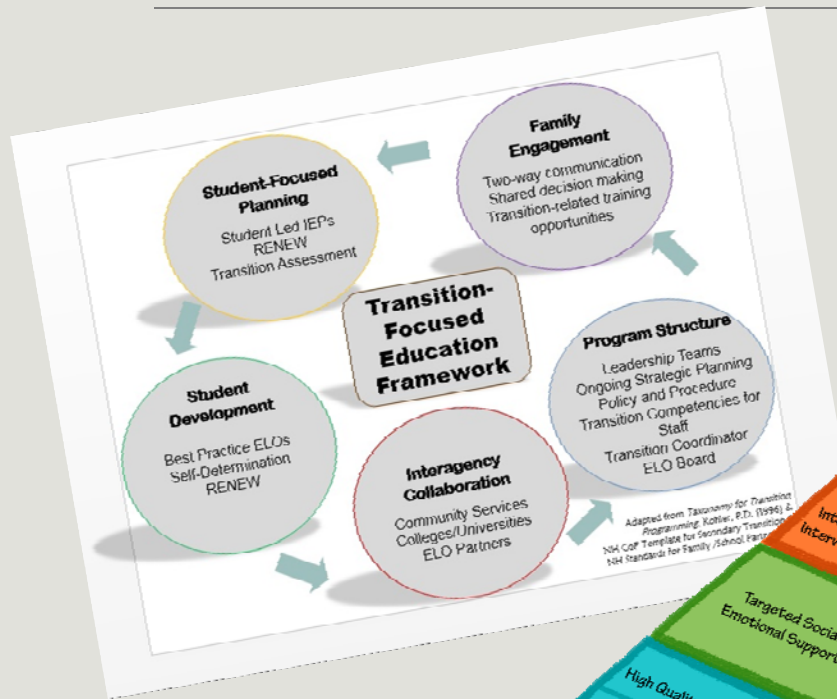 Family
Engagement
Two-way communication
Shared decision making
Transition-related training
opportunities
Student-Focused
Planning
Student Led IEPs
RENEW
Transition Assessment
Transition-
Focused
Education
Framework
Program Structure
Leadership Teams
Ongoing Strategic Planning
Policy and Procedure
Transition Competencies for
Staff
Transition Coordinator
ELO Board
Student
Development
Best Practice ELOs
Self-Determination
RENEW
Interagency
Collaboration
Community Services
Colleges/Universities
ELO Partners
Adapted from Taxonomy for Transition
Programming, Kohler, P.D. (1996) &
NH CoP Template for Secondary Transition
NH Standards for Family/School
Targeted Social
Emotional Support
High